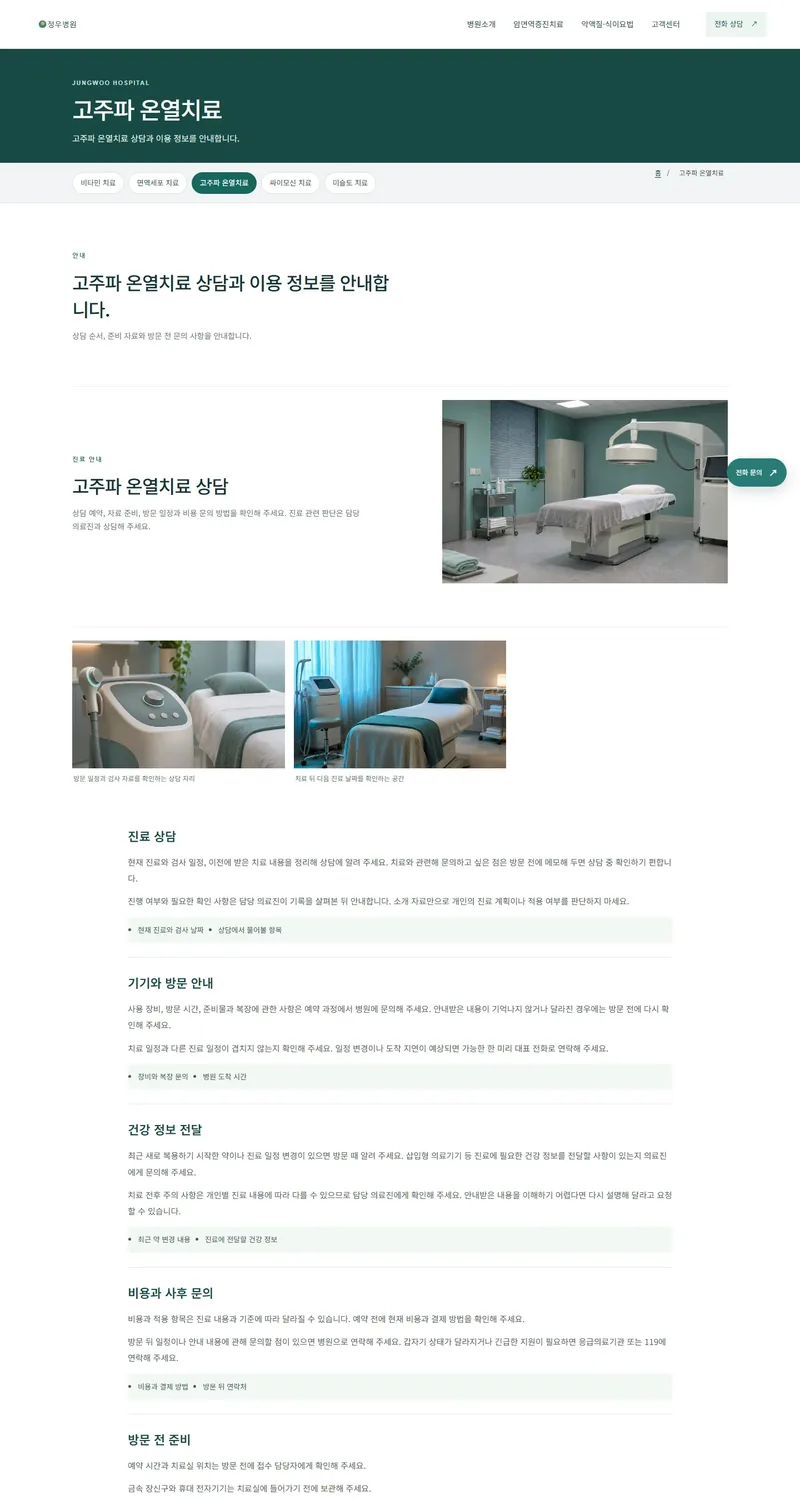 정우병원
병원소개 암면역증진치료 약액질·식이요법 고객센터 전화 상담 ↗
JUNGWOO HOSPITAL
고주파 온열치료
고주파 온열치료 상담과 이용 정보를 안내합니다.
비타민 치료 면역세포 치료 고주파 온열치료 싸이모신 치료 미슬토 치료
홈 / 고주파 온열치료
안내
고주파 온열치료 상담과 이용 정보를 안내합
니다.
상담 순서, 준비 자료와 방문 전 문의 사항을 안내합니다.
진료 안내
고주파 온열치료 상담
상담 예약, 자료 준비, 방문 일정과 비용 문의 방법을 확인해 주세요. 진료 관련 판단은 담당
의료진과 상담해 주세요.
전화 문의 ↗
방문 일정과 검사 자료를 확인하는 상담 자리
치료 뒤 다음 진료 날짜를 확인하는 공간
진료 상담
현재 진료와 검사 일정, 이전에 받은 치료 내용을 정리해 상담에 알려 주세요. 치료와 관련해 문의하고 싶은 점은 방문 전에 메모해 두면 상담 중 확인하기 편합니
다.
진행 여부와 필요한 확인 사항은 담당 의료진이 기록을 살펴본 뒤 안내합니다. 소개 자료만으로 개인의 진료 계획이나 적용 여부를 판단하지 마세요.
• 현재 진료와 검사 날짜 • 상담에서 물어볼 항목
기기와 방문 안내
사용 장비, 방문 시간, 준비물과 복장에 관한 사항은 예약 과정에서 병원에 문의해 주세요. 안내받은 내용이 기억나지 않거나 달라진 경우에는 방문 전에 다시 확
인해 주세요.
치료 일정과 다른 진료 일정이 겹치지 않는지 확인해 주세요. 일정 변경이나 도착 지연이 예상되면 가능한 한 미리 대표 전화로 연락해 주세요.
• 장비와 복장 문의 • 병원 도착 시간
건강 정보 전달
최근 새로 복용하기 시작한 약이나 진료 일정 변경이 있으면 방문 때 알려 주세요. 삽입형 의료기기 등 진료에 필요한 건강 정보를 전달할 사항이 있는지 의료진
에게 문의해 주세요.
치료 전후 주의 사항은 개인별 진료 내용에 따라 다를 수 있으므로 담당 의료진에게 확인해 주세요. 안내받은 내용을 이해하기 어렵다면 다시 설명해 달라고 요청
할 수 있습니다.
• 최근 약 변경 내용 • 진료에 전달할 건강 정보
비용과 사후 문의
비용과 적용 항목은 진료 내용과 기준에 따라 달라질 수 있습니다. 예약 전에 현재 비용과 결제 방법을 확인해 주세요.
방문 뒤 일정이나 안내 내용에 관해 문의할 점이 있으면 병원으로 연락해 주세요. 갑자기 상태가 달라지거나 긴급한 지원이 필요하면 응급의료기관 또는 119에
연락해 주세요.
• 비용과 결제 방법 • 방문 뒤 연락처
방문 전 준비
예약 시간과 치료실 위치는 방문 전에 접수 담당자에게 확인해 주세요.
금속 장신구와 휴대 전자기기는 치료실에 들어가기 전에 보관해 주세요.